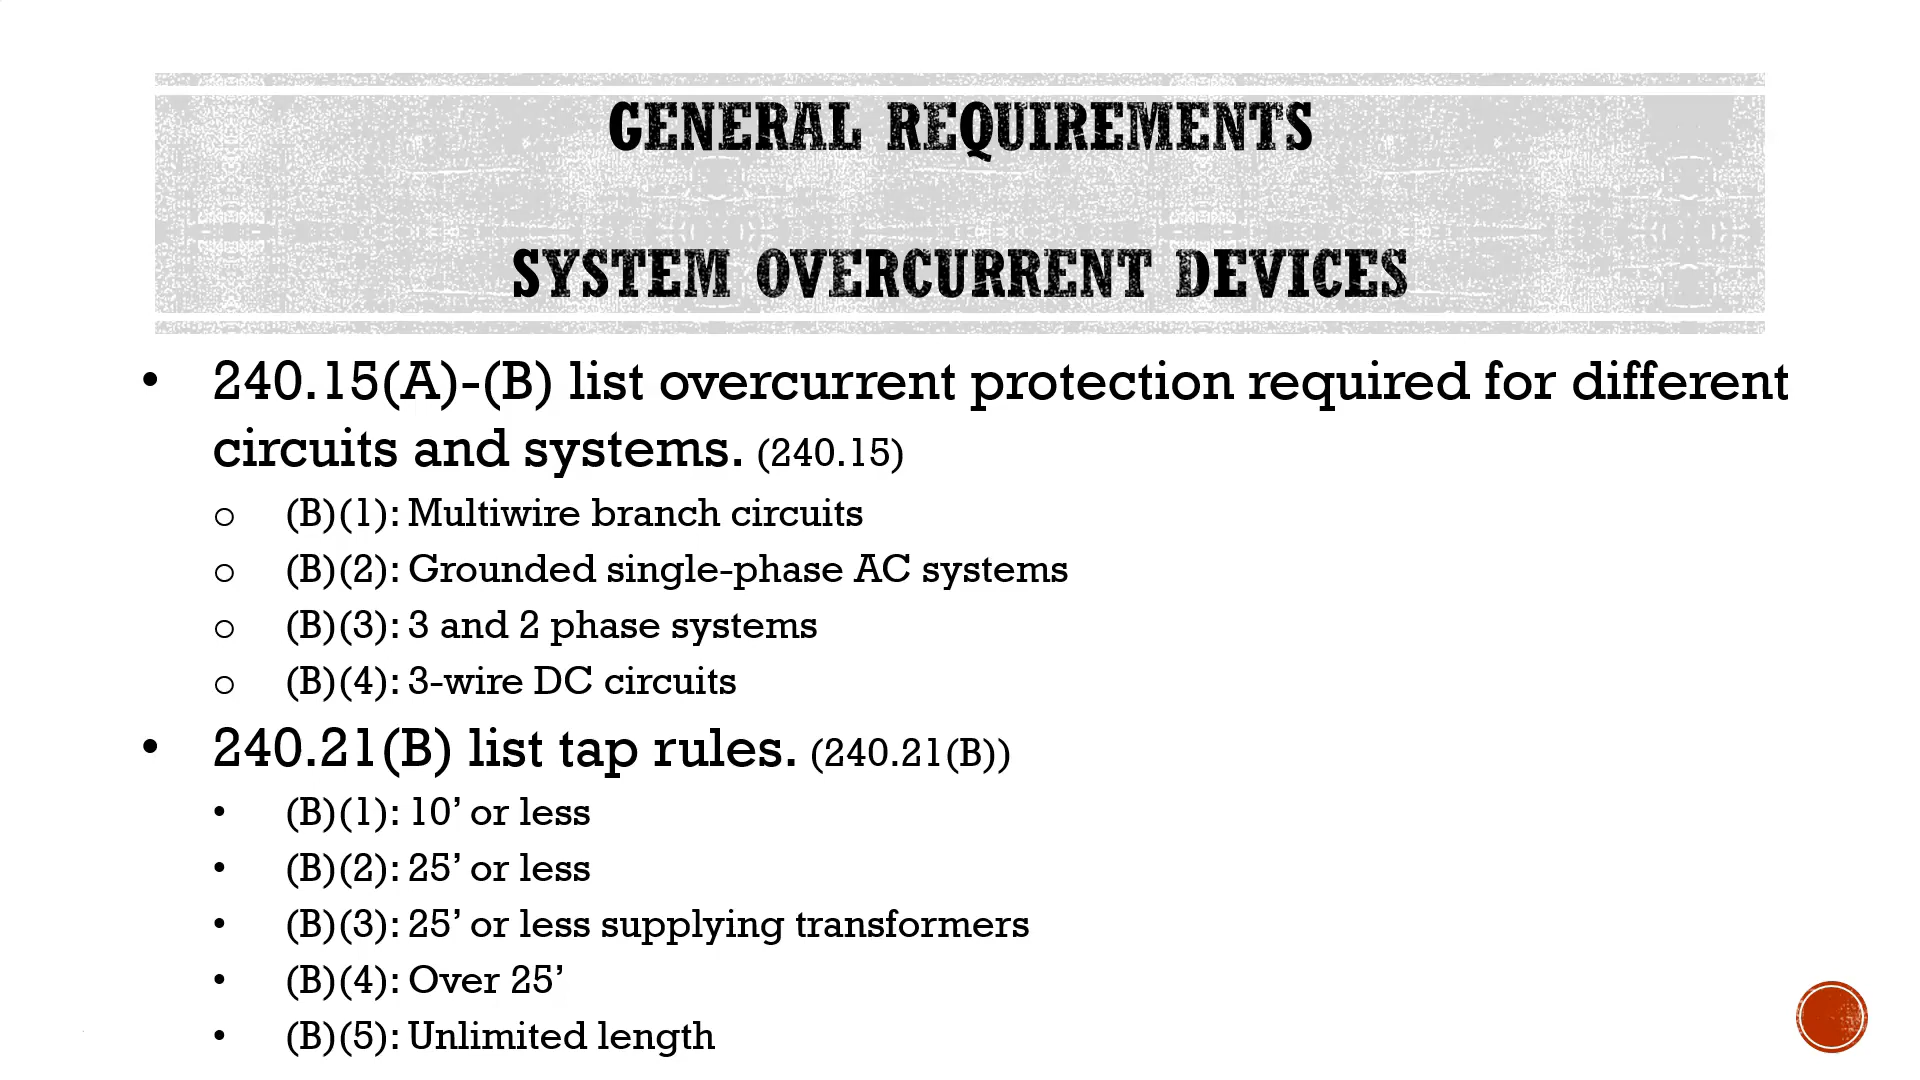 GENERAL REQUIREMENTS
SYSTEM OVERCURRENT DEVICES
• 240.15(A)-(B) list overcurrent protection required for different
circuits and systems. (240.15)
o (B)(1): Multiwire branch circuits
o (B)(2): Grounded single-phase AC systems
o (B)(3): 3 and 2 phase systems
o (B)(4): 3-wire DC circuits
• 240.21(B) list tap rules. (240.21(B))
• (B)(1): 10’ or less
• (B)(2): 25’ or less
• (B)(3): 25’ or less supplying transformers
• (B)(4): Over 25’
• (B)(5): Unlimited length